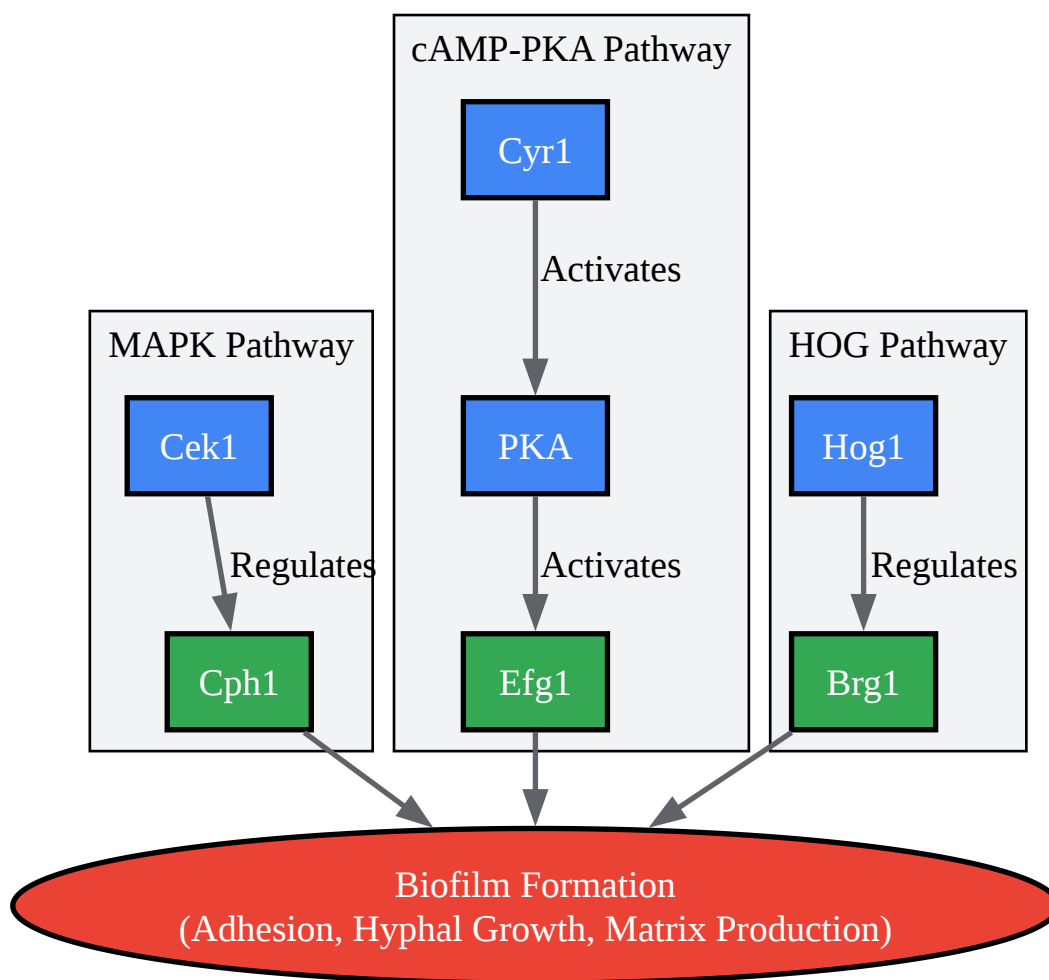 cAMP-PKA Pathway
Cyr1
Activates
MAPK Pathway
HOG Pathway
Cek1
PKA
Hog1
Regulates
Activates
Regulates
Cph1
Efg1
Brg1
Biofilm Formation
(Adhesion, Hyphal Growth, Matrix Production)